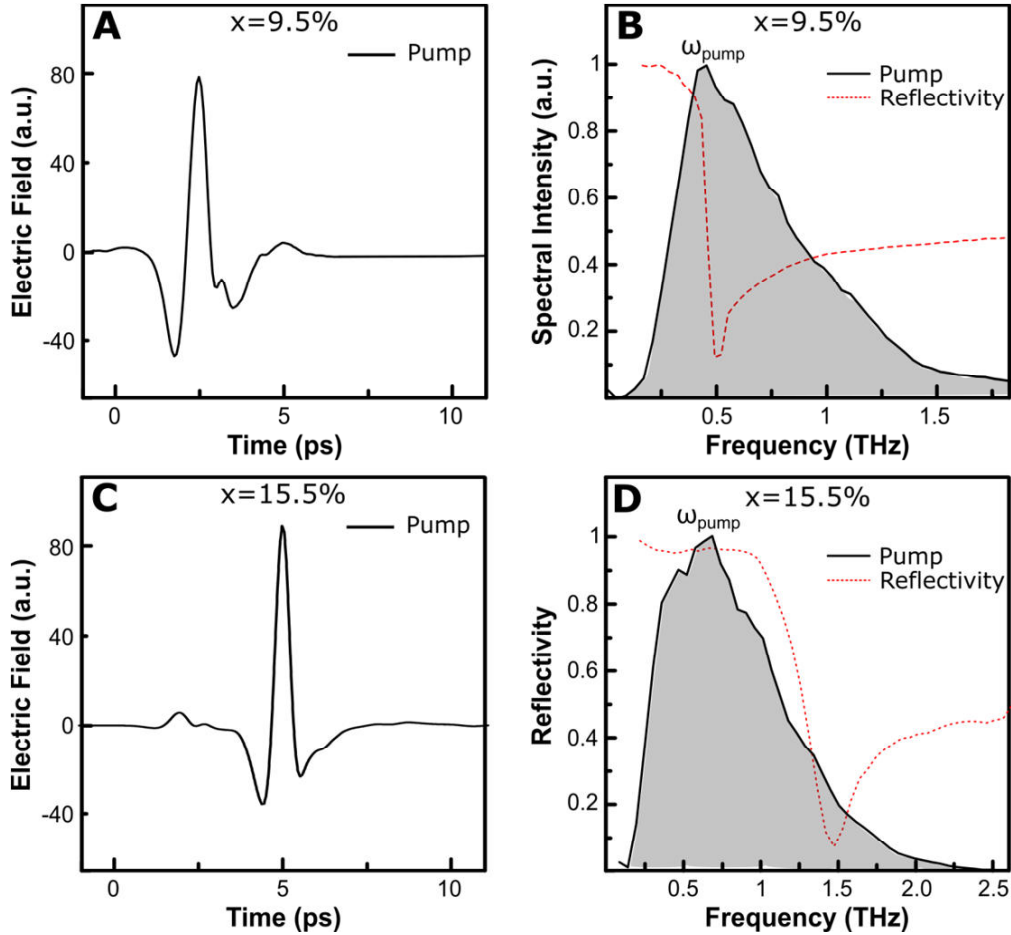 A
x=9.5%
Pump
Electric Field (a.u.)
80
40
0
-40
0
5
10
Time (ps)
B
x=9.5%
ωpump
Pump
Reflectivity
Spectral Intensity (a.u.)
1
0.8
0.6
0.4
0.2
0.5
1
1.5
Frequency (THz)
C
x=15.5%
Pump
Electric Field (a.u.)
80
40
0
-40
0
5
10
Time (ps)
D
x=15.5%
ωpump
Pump
Reflectivity
Reflectivity
1
0.8
0.6
0.4
0.2
0.5
1
1.5
2.0
2.5
Frequency (THz)